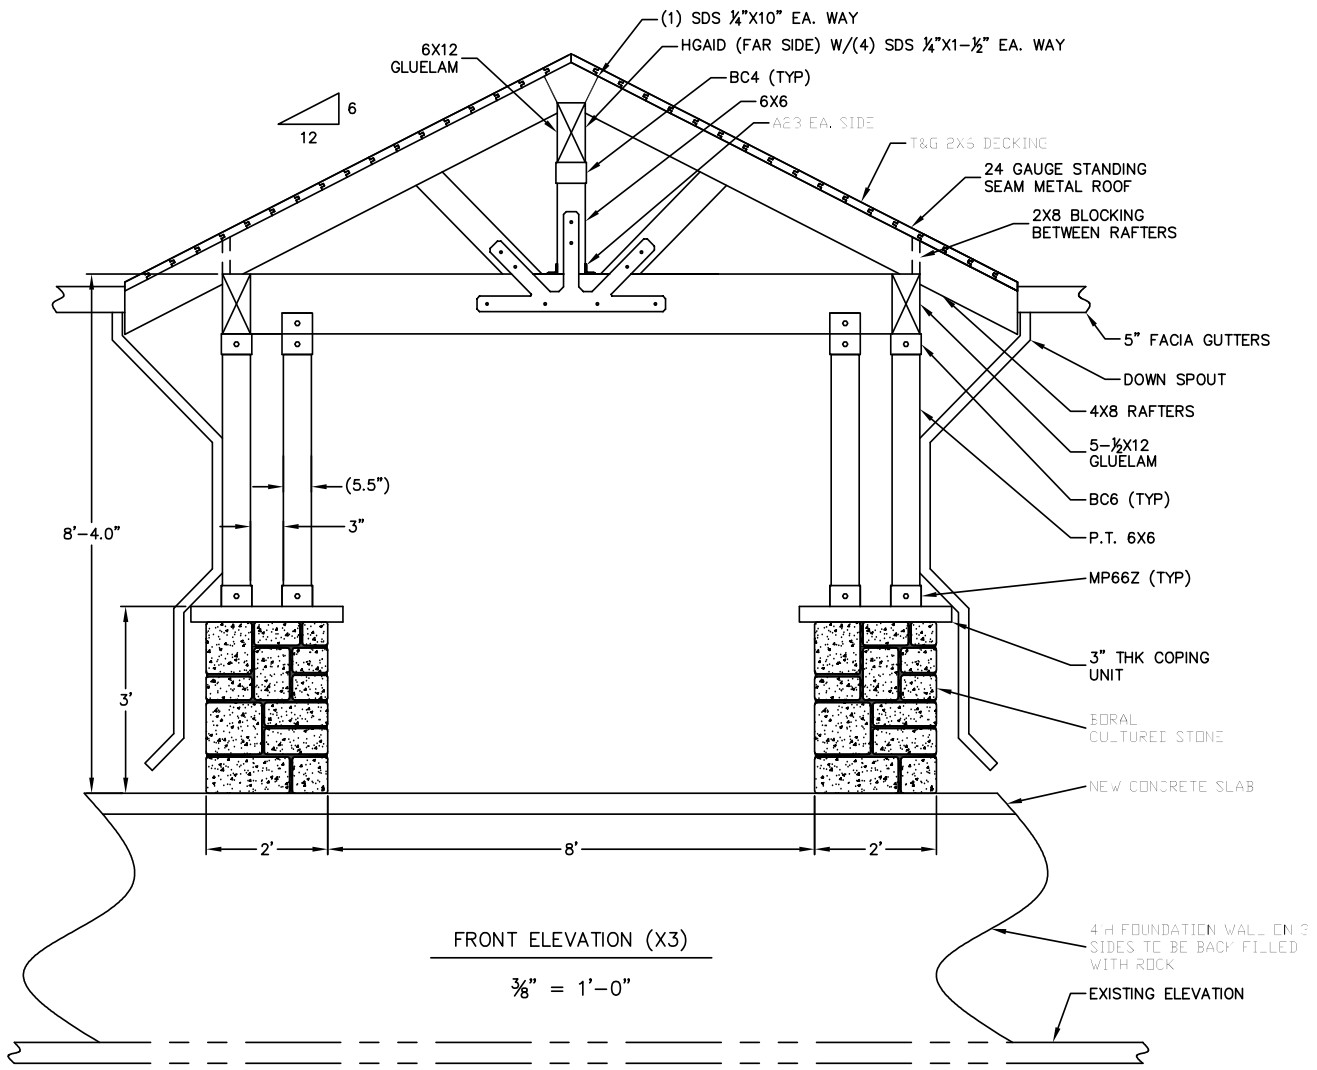 (1) SDS ¼"X10" EA. WAY
HGAID (FAR SIDE) W/(4) SDS ¼"X1-½" EA. WAY
6X12
GLUELAM
BC4 (TYP)
6X6
A23 EA. SIDE
6
12
T&G 2X6 DECKING
24 GAUGE STANDING
SEAM METAL ROOF
2X8 BLOCKING
BETWEEN RAFTERS
5" FACIA GUTTERS
DOWN SPOUT
4X8 RAFTERS
5-½X12
GLUELAM
(5.5")
3"
8'-4.0"
BC6 (TYP)
P.T. 6X6
MP66Z (TYP)
3" THK COPING
UNIT
3'
BORAL
CULTURED STONE
NEW CONCRETE SLAB
2'
8'
2'
FRONT ELEVATION (X3)
⅜" = 1'-0"
FOUNDATION WALL ON 3
SIDES TO BE BACK FILLED
WITH ROCK
EXISTING ELEVATION